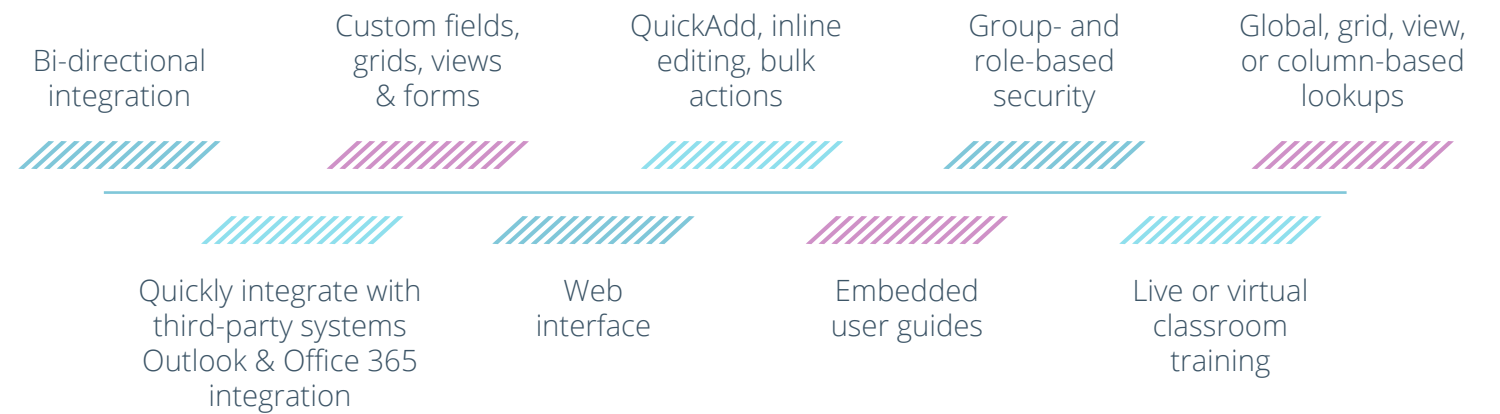 Bi-directional
integration
Custom fields,
grids, views
& forms
QuickAdd, inline
editing, bulk
actions
Group- and
role-based
security
Global, grid, view,
or column-based
lookups
Quickly integrate with
third-party systems
Outlook & Office 365
integration
Web
interface
Embedded
user guides
Live or virtual
classroom
training